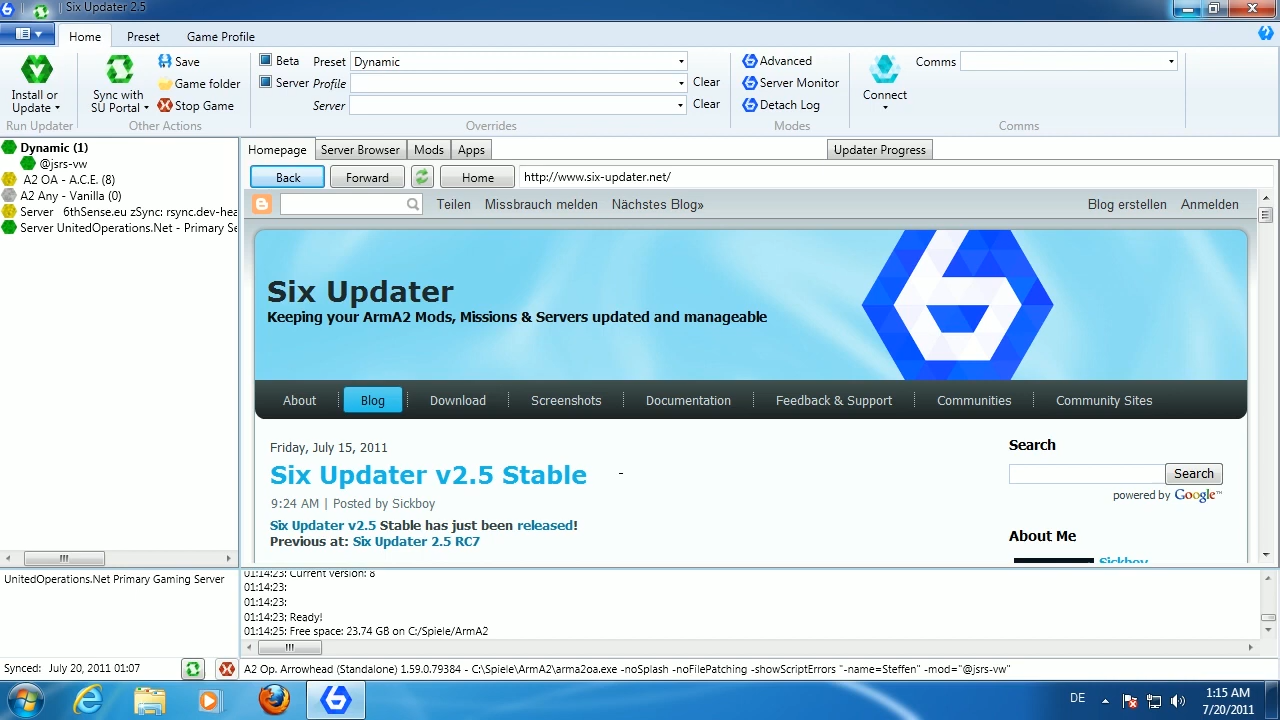 Six Updater 2.5
Home Preset Game Profile
Install or Update
Run Updater
Sync with SU Portal
Save
Game folder
Stop Game
Other Actions
Beta Preset Dynamic
Server Profile Clear
Server Clear
Overrides
Advanced
Server Monitor
Detach Log
Modes
Connect
Comms
Comms
Dynamic (1)
@jsrs-vw
A2 OA - A.C.E. (8)
A2 Any - Vanilla (0)
Server 6thSense.eu zSync: rsync.dev-hea
Server UnitedOperations.Net - Primary Se
Homepage Server Browser Mods Apps Updater Progress
Back Forward Home http://www.six-updater.net/
Teilen Missbrauch melden Nächstes Blog» Blog erstellen Anmelden
Six Updater
Keeping your ArmA2 Mods, Missions & Servers updated and manageable
About Blog Download Screenshots Documentation Feedback & Support Communities Community Sites
Friday, July 15, 2011
Six Updater v2.5 Stable
9:24 AM | Posted by Sickboy
Six Updater v2.5 Stable has just been released!
Previous at: Six Updater 2.5 RC7
Search
Search
powered by Google™
About Me
Sickboy
UnitedOperations.Net Primary Gaming Server
01:14:23: Current version: 8
01:14:23:
01:14:23:
01:14:23: Ready!
01:14:25: Free space: 23.74 GB on C:/Spiele/ArmA2
Synced: July 20, 2011 01:07
A2 Op. Arrowhead (Standalone) 1.59.0.79384 - C:\Spiele\ArmA2\arma2oa.exe -noSplash -noFilePatching -showScriptErrors "-name=Steffen" -mod="@jsrs-vw"
DE
1:15 AM
7/20/2011